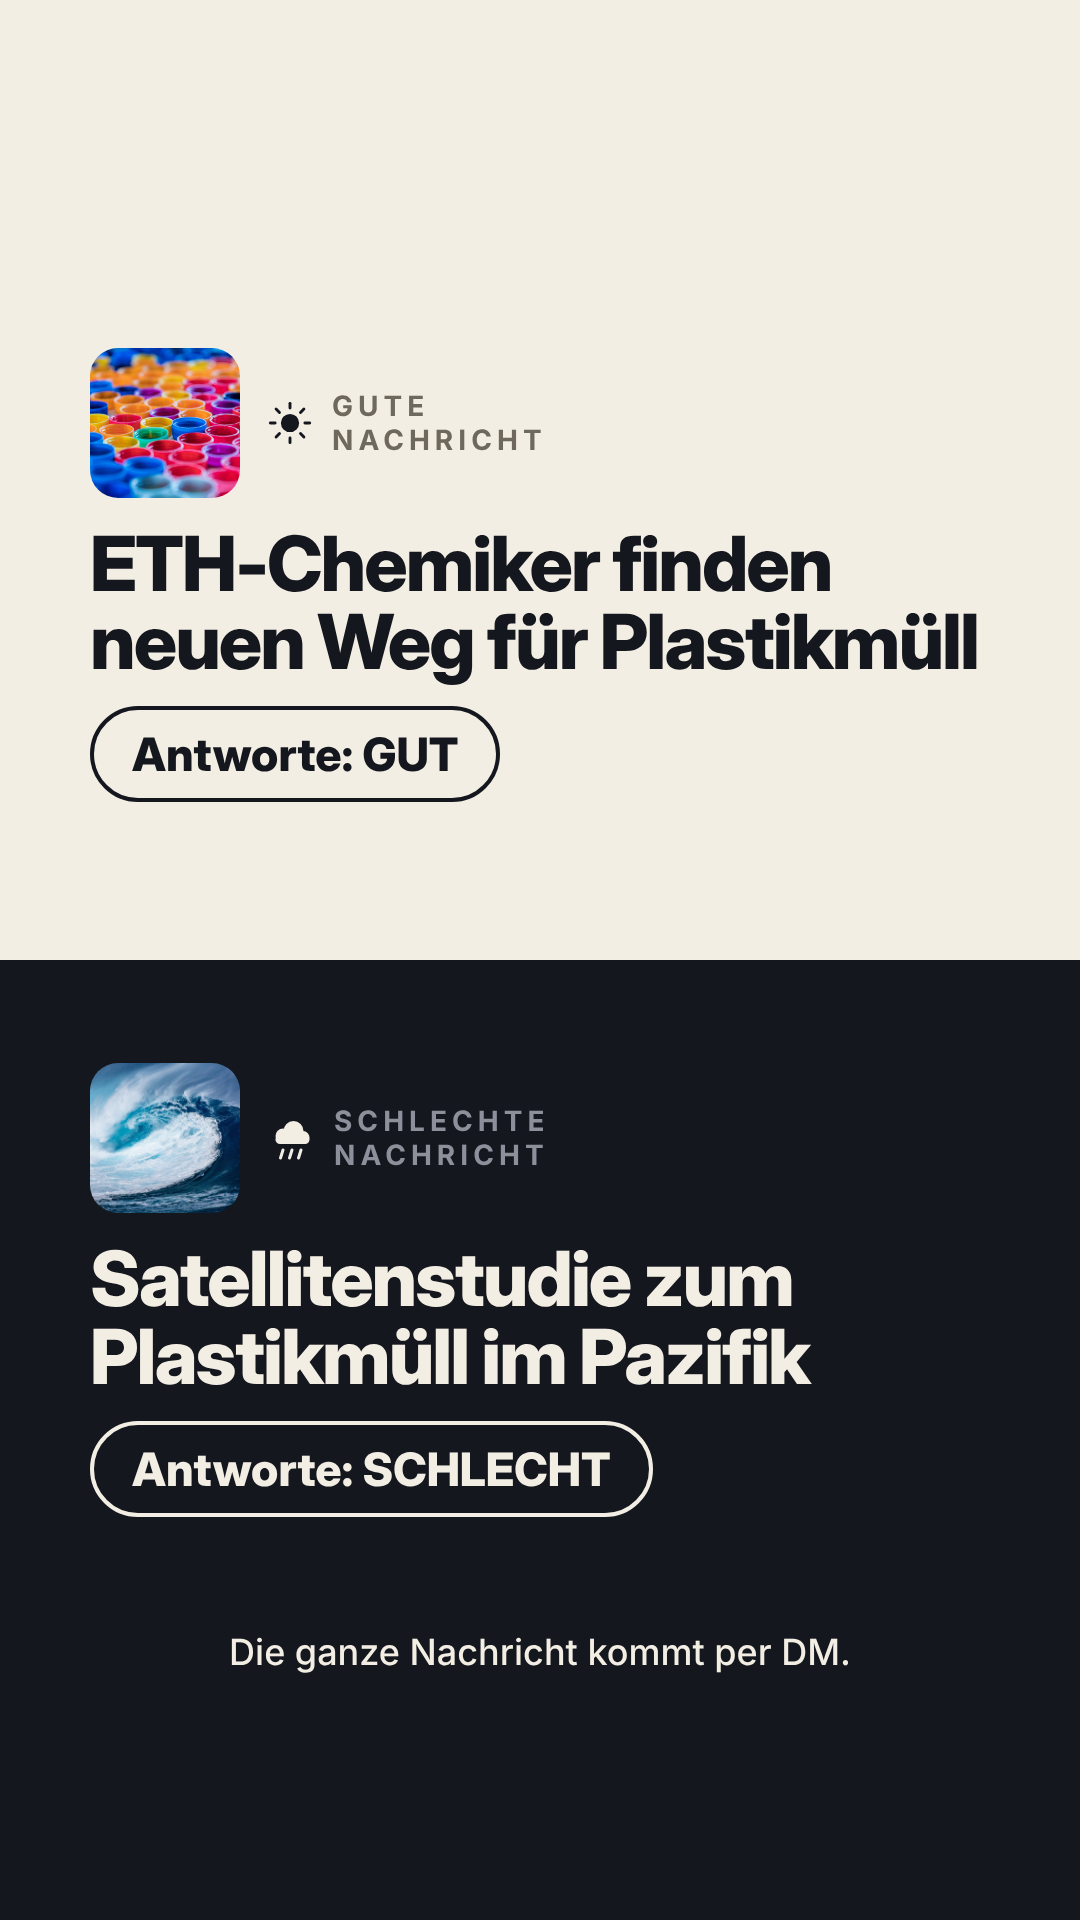 GUTE
NACHRICHT
ETH-Chemiker finden
neuen Weg für Plastikmüll
Antworte: GUT
SCHLECHTE
NACHRICHT
Satellitenstudie zum
Plastikmüll im Pazifik
Antworte: SCHLECHT
Die ganze Nachricht kommt per DM.